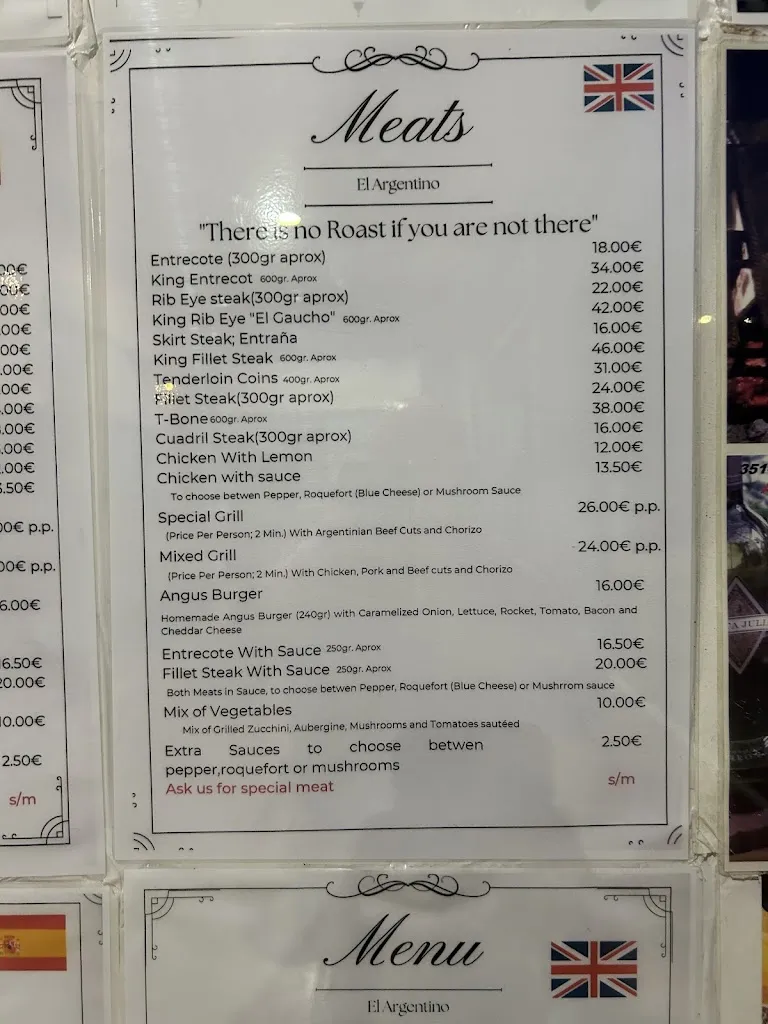 Meats
El Argentino
"There is no Roast if you are not there"
Entrecote (300gr aprox) 18.00€
King Entrecot 600gr. Aprox 34.00€
Rib Eye steak(300gr aprox) 22.00€
King Rib Eye "El Gaucho" 600gr. Aprox 42.00€
Skirt Steak; Entraña 16.00€
King Fillet Steak 600gr. Aprox 46.00€
Tenderloin Coins 400gr. Aprox 31.00€
Fillet Steak(300gr aprox) 24.00€
T-Bone 600gr. Aprox 38.00€
Cuadril Steak(300gr aprox) 16.00€
Chicken With Lemon 12.00€
Chicken with sauce 13.50€
To choose betwen Pepper, Roquefort (Blue Cheese) or Mushroom Sauce
Special Grill 26.00€ p.p.
(Price Per Person; 2 Min.) With Argentinian Beef Cuts and Chorizo
Mixed Grill 24.00€ p.p.
(Price Per Person; 2 Min.) With Chicken, Pork and Beef cuts and Chorizo
Angus Burger 16.00€
Homemade Angus Burger (240gr) with Caramelized Onion, Lettuce, Rocket, Tomato, Bacon and
Cheddar Cheese
Entrecote With Sauce 250gr. Aprox 16.50€
Fillet Steak With Sauce 250gr. Aprox 20.00€
Both Meats in Sauce, to choose betwen Pepper, Roquefort (Blue Cheese) or Mushrrom sauce
Mix of Vegetables 10.00€
Mix of Grilled Zucchini, Aubergine, Mushrooms and Tomatoes sautéed
Extra Sauces to choose betwen 2.50€
pepper,roquefort or mushrooms
Ask us for special meat s/m
Menu
El Argentino
16.50€
20.00€
10.00€
2.50€
s/m
351